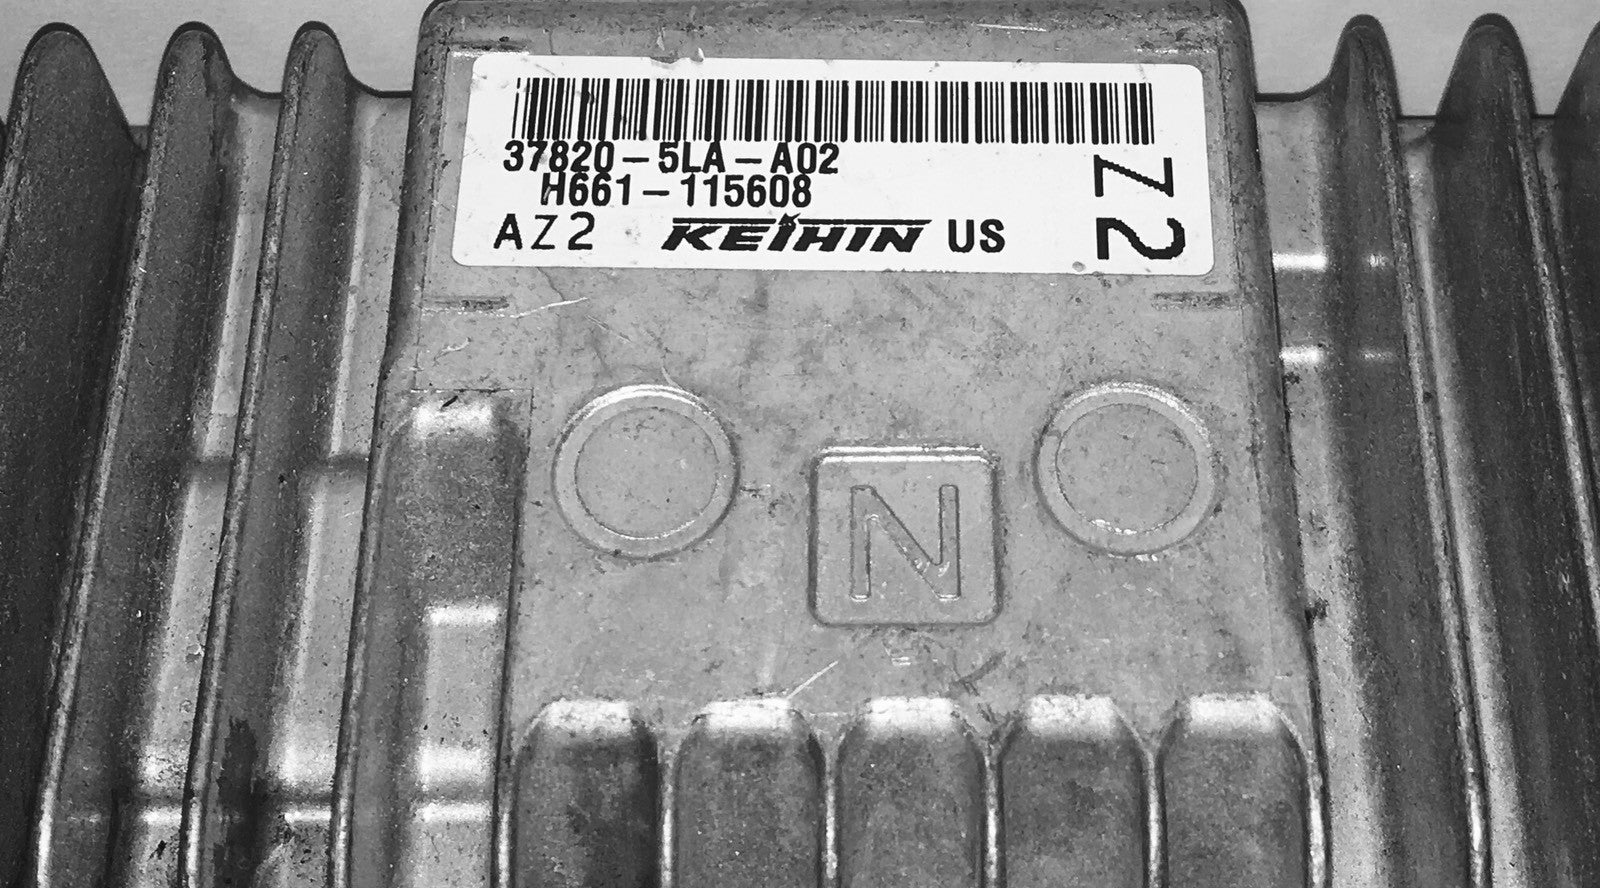 37820-5LA-A02
H661-115608
AZ2 KEIHIN US
Z2
N